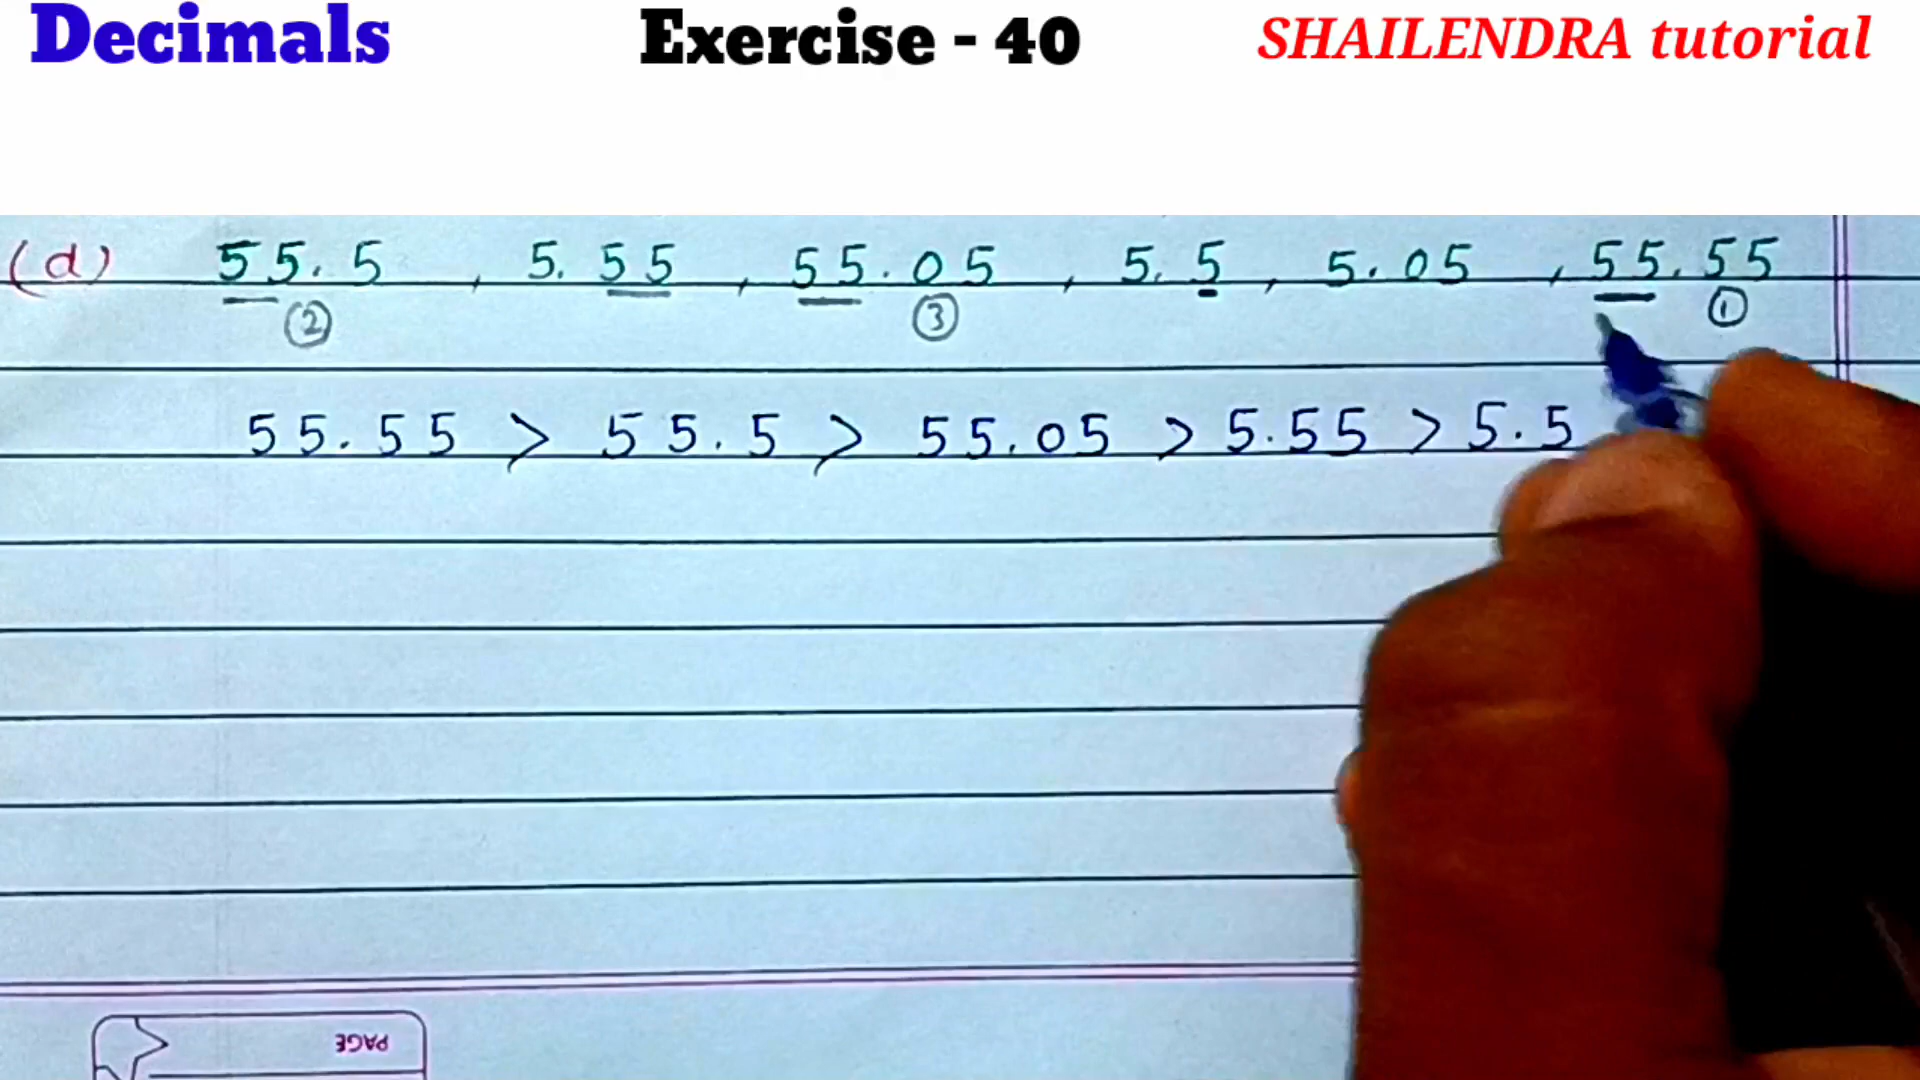 Decimals Exercise - 40 SHAILENDRA tutorial
(d) 55.5 , 5.55 , 55.05 , 5.5 , 5.05 , 55.55
② ③ ①
55.55 > 55.5 > 55.05 > 5.55 > 5.5
PAGE